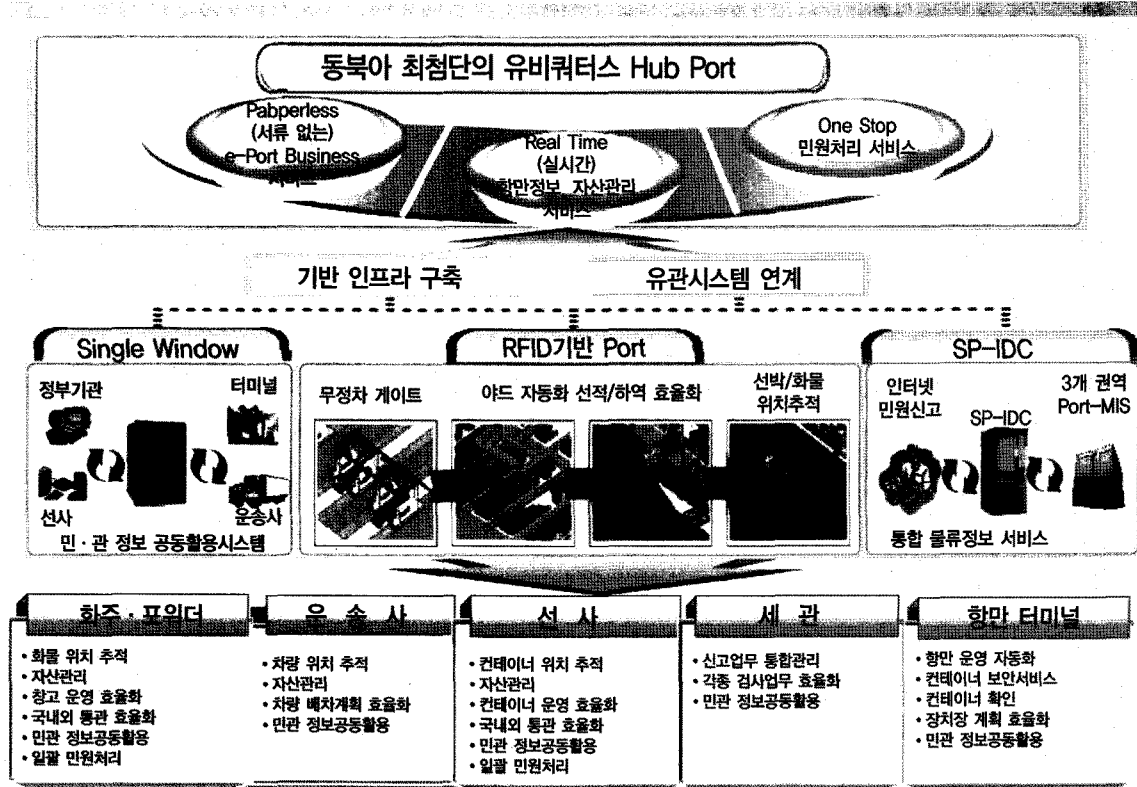 동북아 최첨단의 유비쿼터스 Hub Port
Pabperless
(서류 없는)
e-Port Business
서비스
Real Time
(실시간)
항만정보 자산관리
서비스
One Stop
민원처리 서비스
기반 인프라 구축
유관시스템 연계
Single Window
정부기관
터미널
선사
운송사
민·관 정보 공동활용시스템
RFID기반 Port
무정차 게이트
야드 자동화 선적/하역 효율화
선박/화물
위치추적
SP-IDC
인터넷
민원신고
SP-IDC
3개 권역
Port-MIS
통합 물류정보 서비스
화주·포워더
• 화물 위치 추적
• 자산관리
• 창고 운영 효율화
• 국내외 통관 효율화
• 민관 정보공동활용
• 일괄 민원처리
운 송 사
• 차량 위치 추적
• 자산관리
• 차량 배차계획 효율화
• 민관 정보공동활용
선 사
• 컨테이너 위치 추적
• 자산관리
• 컨테이너 운영 효율화
• 국내외 통관 효율화
• 민관 정보공동활용
• 일괄 민원처리
세 관
• 신고업무 통합관리
• 각종 검사업무 효율화
• 민관 정보공동활용
항만 터미널
• 항만 운영 자동화
• 컨테이너 보안서비스
• 컨테이너 확인
• 장치장 계획 효율화
• 민관 정보공동활용